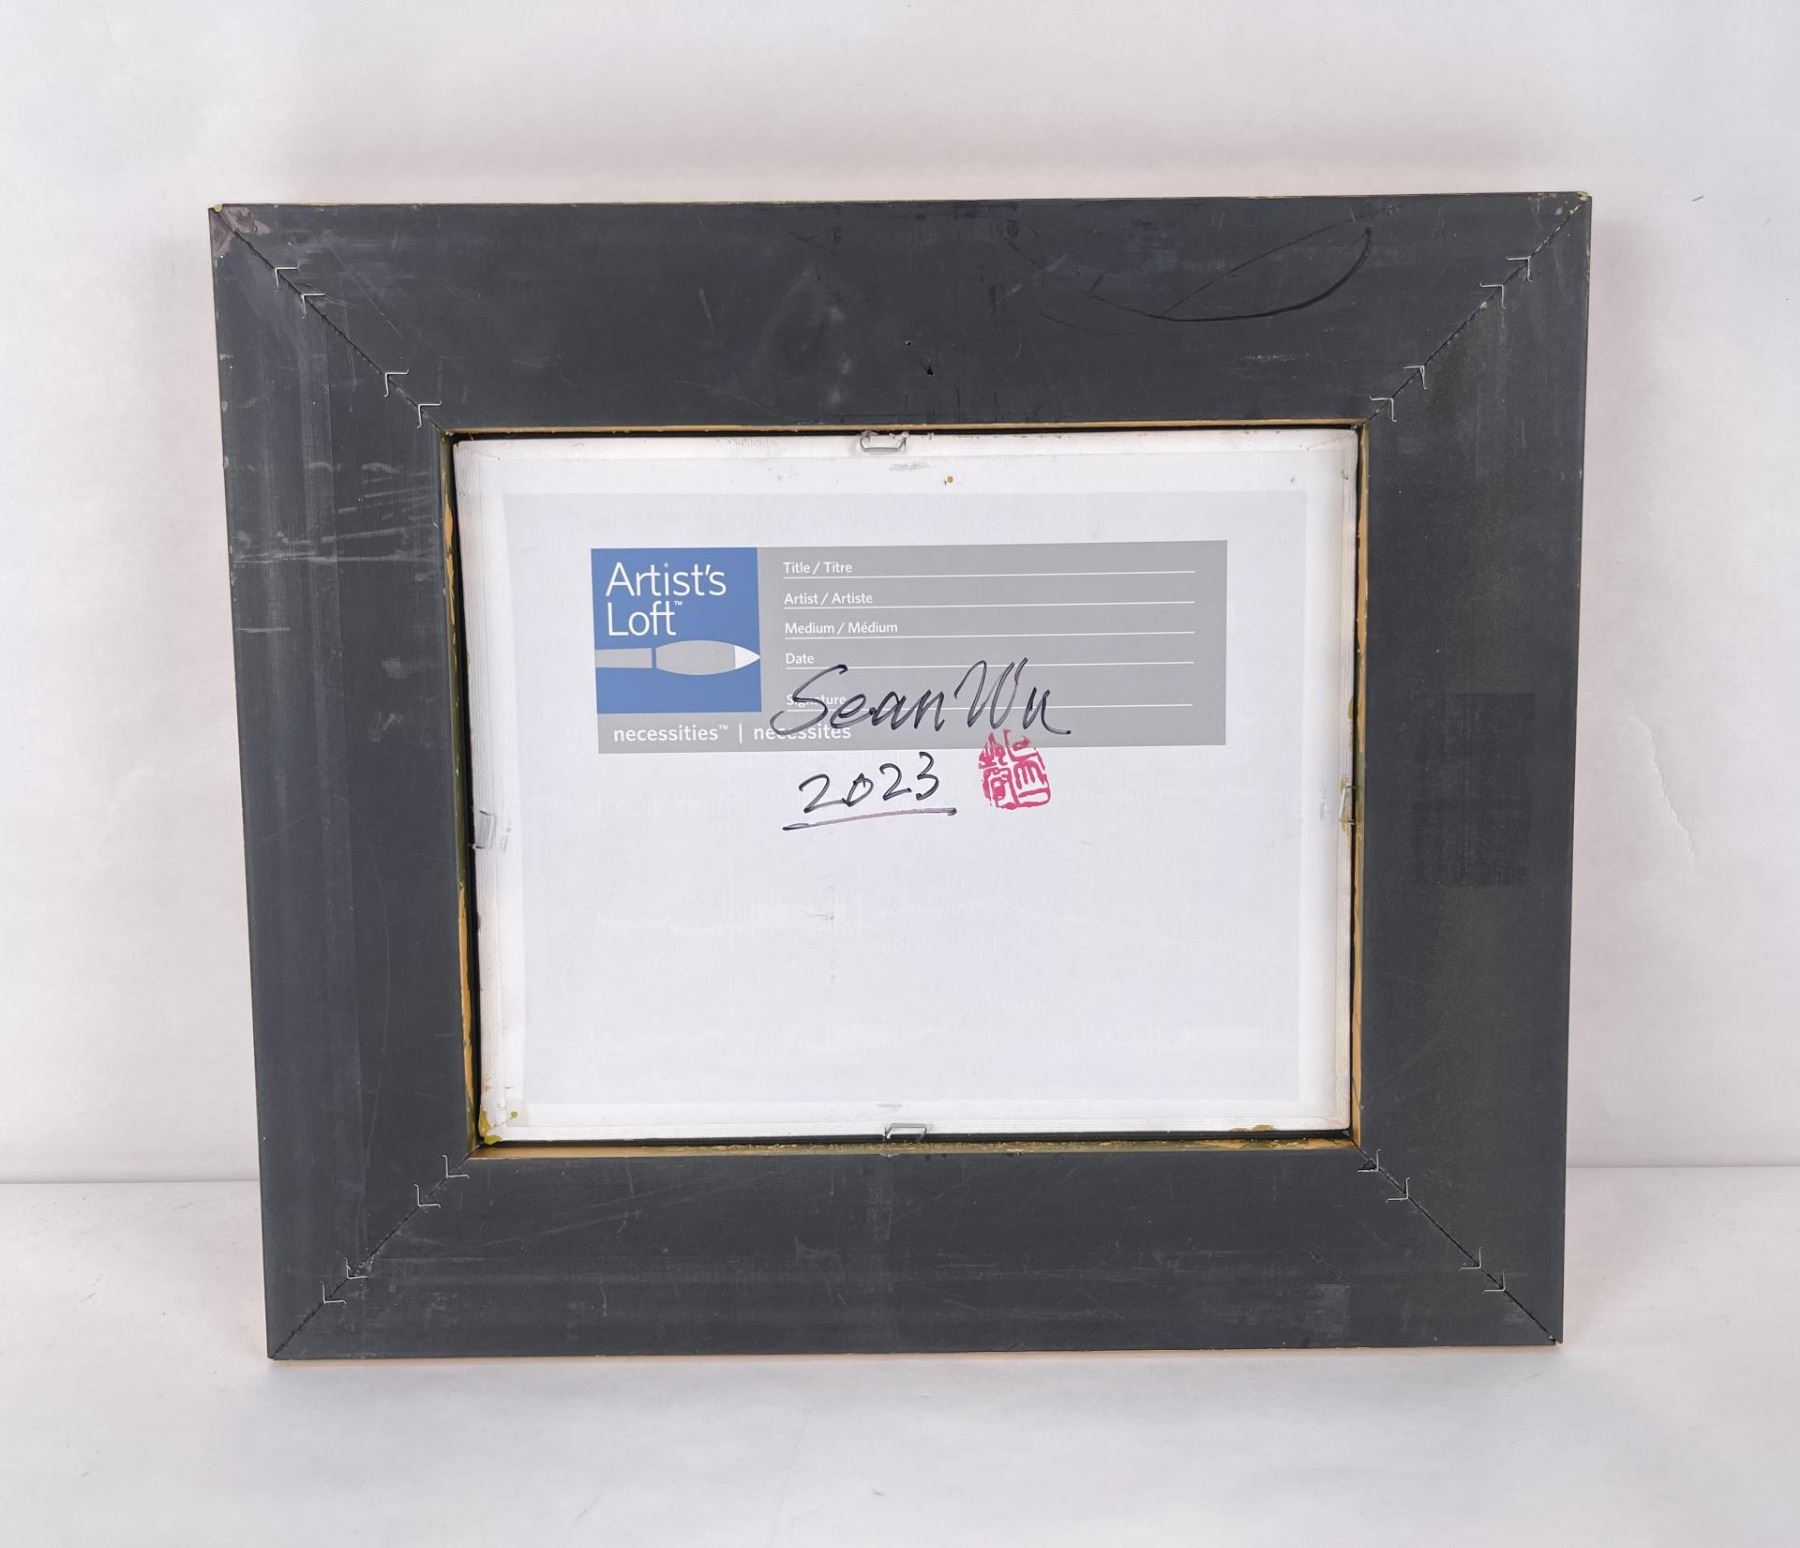 Artist's
Loft™
Title / Titre
Artist / Artiste
Medium / Médium
Date
Signature
Sean Wu
necessities™ | necessités
2023